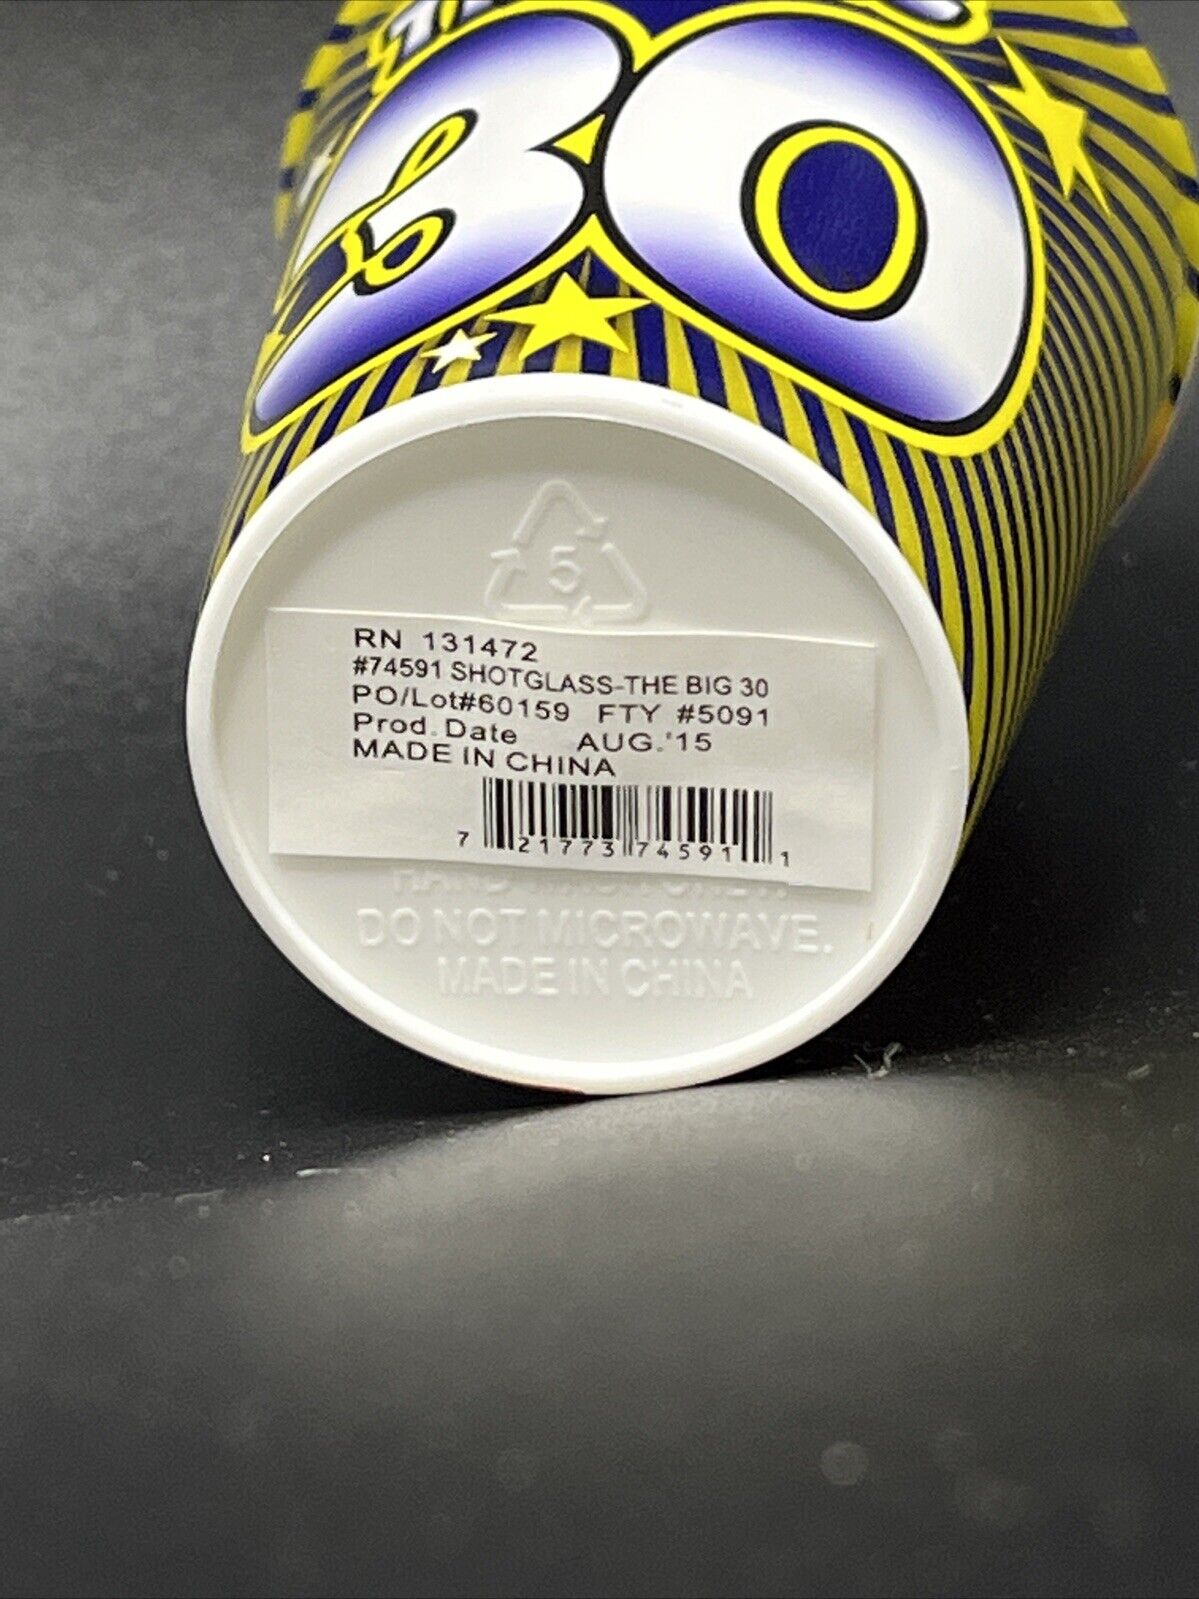 30
5
RN 131472
#74591 SHOTGLASS-THE BIG 30
PO/Lot#60159 FTY #5091
Prod. Date AUG.'15
MADE IN CHINA
7 21773 74591 1
DO NOT MICROWAVE.
MADE IN CHINA